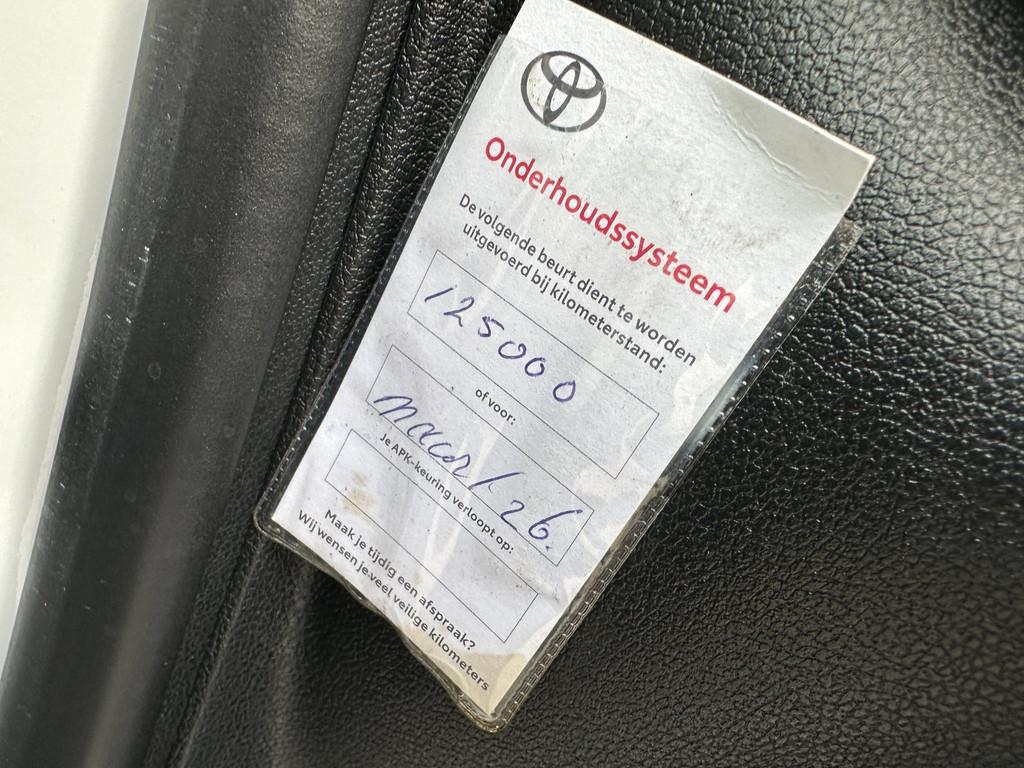 Onderhoudssysteem
De volgende beurt dient te worden
uitgevoerd bij kilometerstand:
125000
of voor:
maart/26.
Je APK-keuring verloopt op:
Maak je tijdig een afspraak?
Wij wensen je veel veilige kilometers